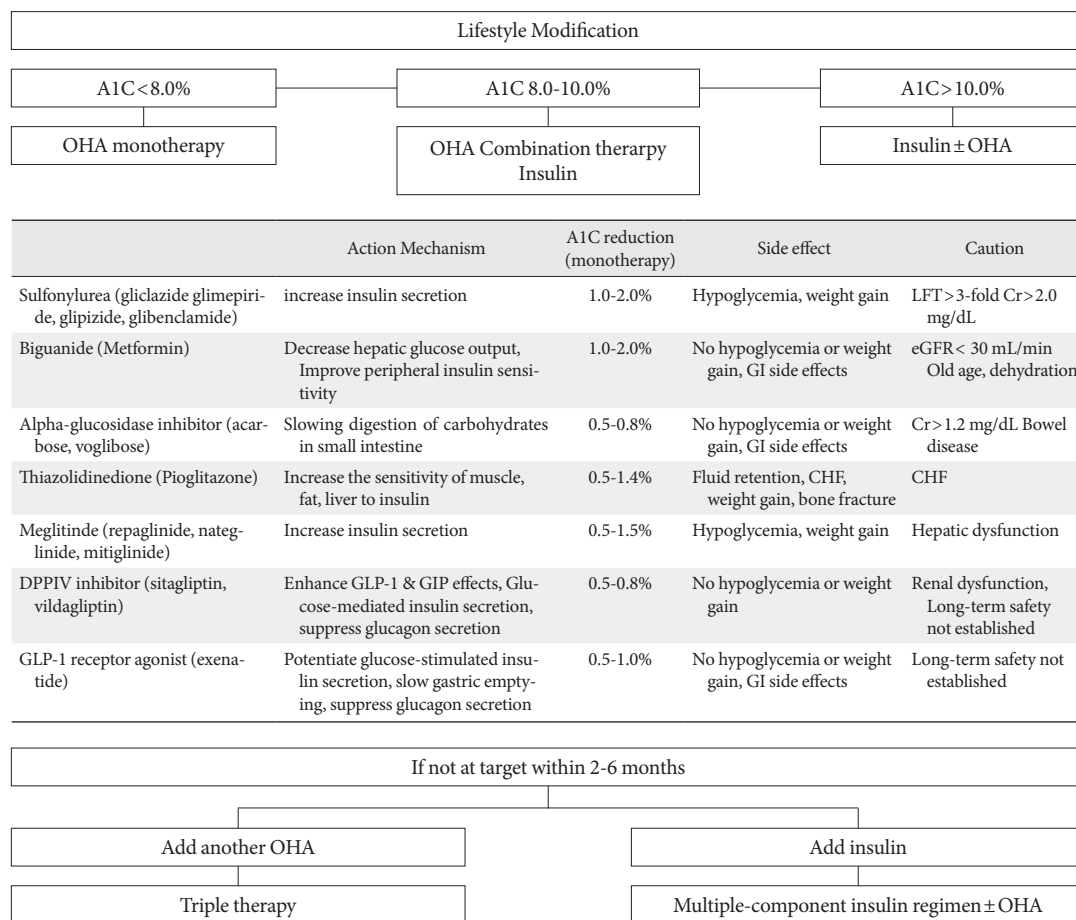 Lifestyle Modification
A1C<8.0%
A1C 8.0-10.0%
A1C>10.0%
OHA monotherapy
OHA Combination therarpy
Insulin
Insulin±OHA
Action Mechanism
A1C reduction
(monotherapy)
Side effect
Caution
Sulfonylurea (gliclazide glimepiri-
de, glipizide, glibenclamide)
increase insulin secretion
1.0-2.0%
Hypoglycemia, weight gain
LFT>3-fold Cr>2.0
mg/dL
Biguanide (Metformin)
Decrease hepatic glucose output,
Improve peripheral insulin sensi-
tivity
1.0-2.0%
No hypoglycemia or weight
gain, GI side effects
eGFR< 30 mL/min
Old age, dehydration
Alpha-glucosidase inhibitor (acar-
bose, voglibose)
Slowing digestion of carbohydrates
in small intestine
0.5-0.8%
No hypoglycemia or weight
gain, GI side effects
Cr>1.2 mg/dL Bowel
disease
Thiazolidinedione (Pioglitazone)
Increase the sensitivity of muscle,
fat, liver to insulin
0.5-1.4%
Fluid retention, CHF,
weight gain, bone fracture
CHF
Meglitinde (repaglinide, nateg-
linide, mitiglinide)
Increase insulin secretion
0.5-1.5%
Hypoglycemia, weight gain
Hepatic dysfunction
DPPIV inhibitor (sitagliptin,
vildagliptin)
Enhance GLP-1 & GIP effects, Glu-
cose-mediated insulin secretion,
suppress glucagon secretion
0.5-0.8%
No hypoglycemia or weight
gain
Renal dysfunction,
Long-term safety
not established
GLP-1 receptor agonist (exena-
tide)
Potentiate glucose-stimulated insu-
lin secretion, slow gastric empty-
ing, suppress glucagon secretion
0.5-1.0%
No hypoglycemia or weight
gain, GI side effects
Long-term safety not
established
If not at target within 2-6 months
Add another OHA
Add insulin
Triple therapy
Multiple-component insulin regimen±OHA